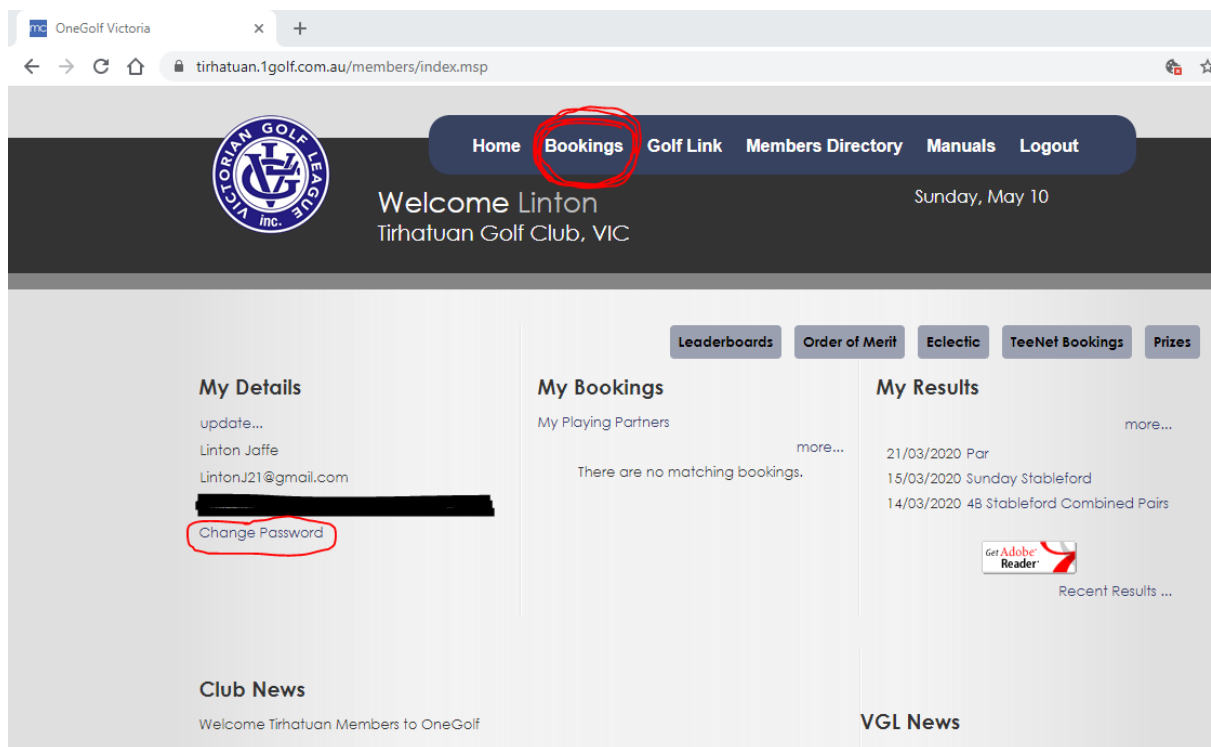 mc OneGolf Victoria
tirhatuan.1golf.com.au/members/index.msp
VICTORIAN GOLF LEAGUE
VGL
inc.
Home Bookings Golf Link Members Directory Manuals Logout
Welcome Linton
Sunday, May 10
Tirhatuan Golf Club, VIC
Leaderboards Order of Merit Eclectic TeeNet Bookings Prizes
My Details
update...
Linton Jaffe
LintonJ21@gmail.com
Change Password
My Bookings
My Playing Partners
more...
There are no matching bookings.
My Results
more...
21/03/2020 Par
15/03/2020 Sunday Stableford
14/03/2020 4B Stableford Combined Pairs
Get Adobe
Reader
Recent Results ...
Club News
Welcome Tirhatuan Members to OneGolf
VGL News